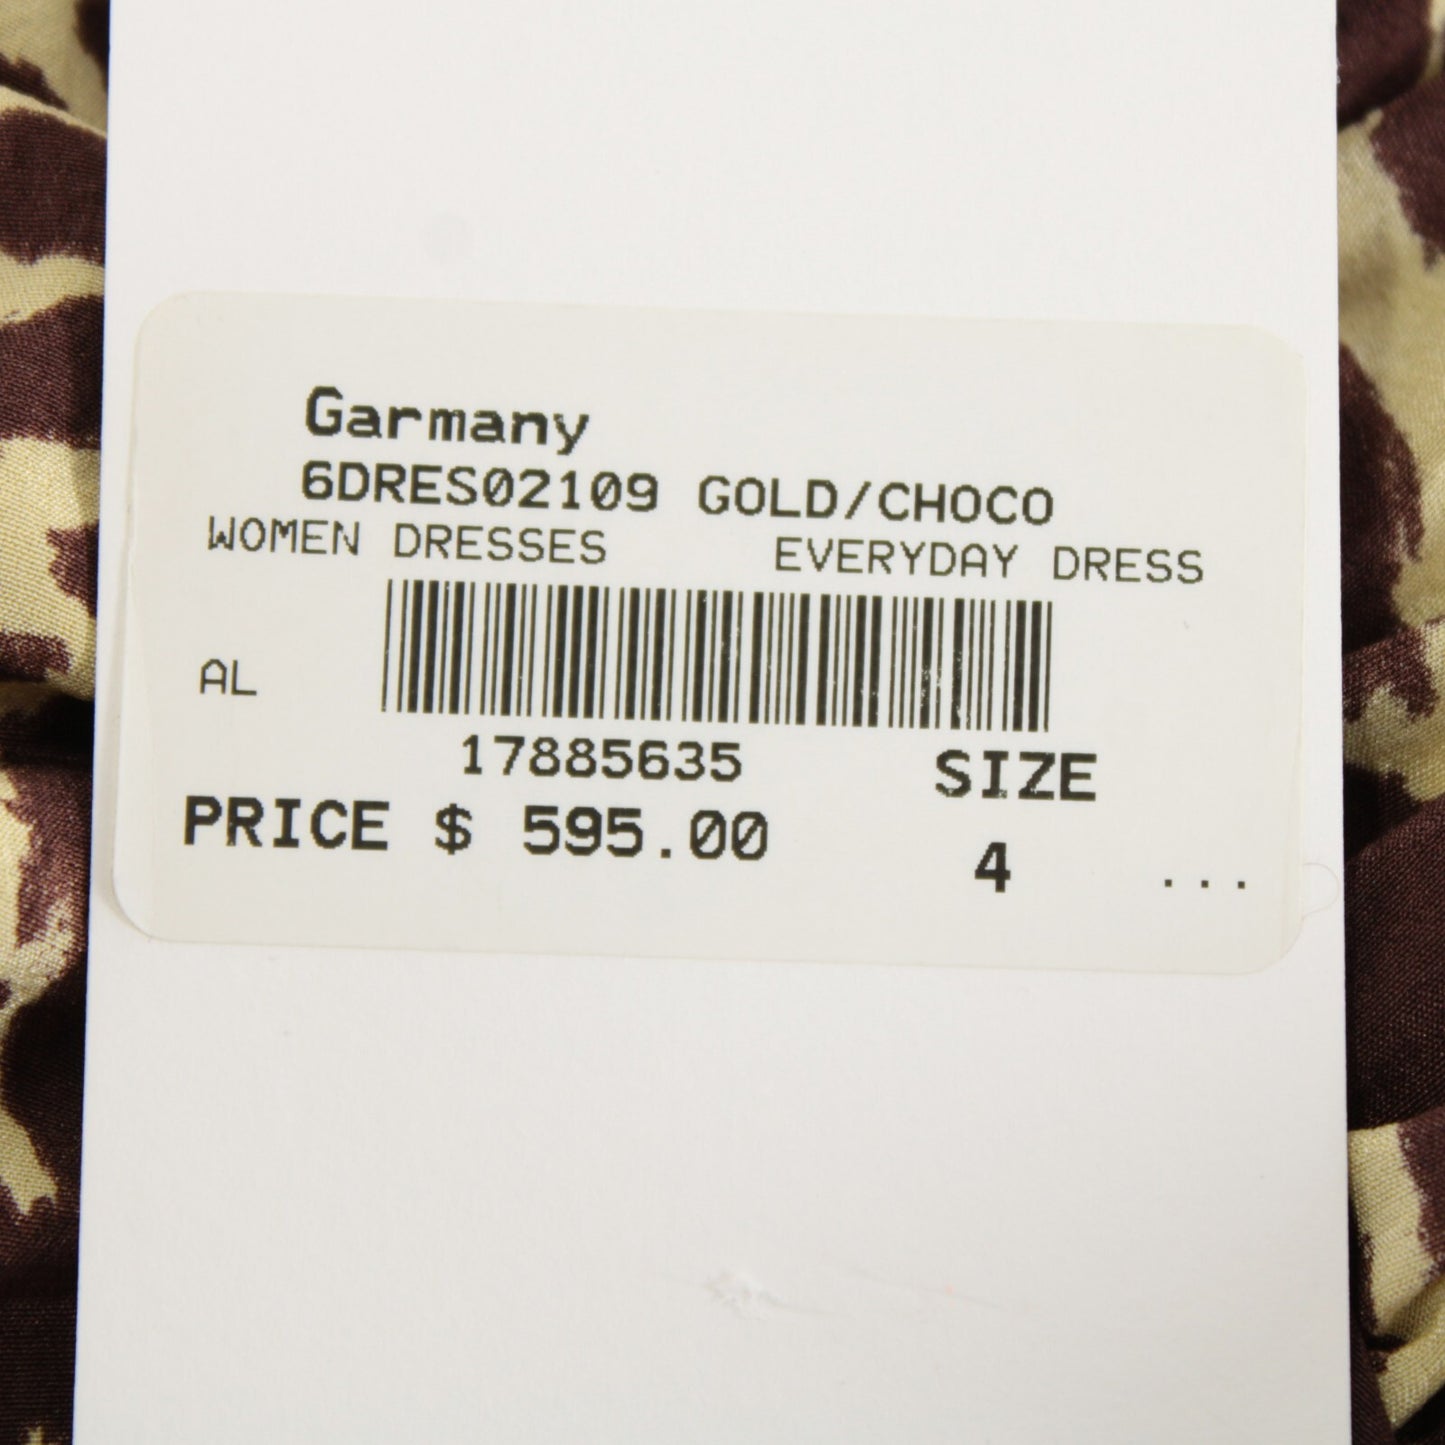 Garmany
6DRES02109 GOLD/CHOCO
WOMEN DRESSES EVERYDAY DRESS
AL
17885635 SIZE
PRICE $ 595.00 4 ...